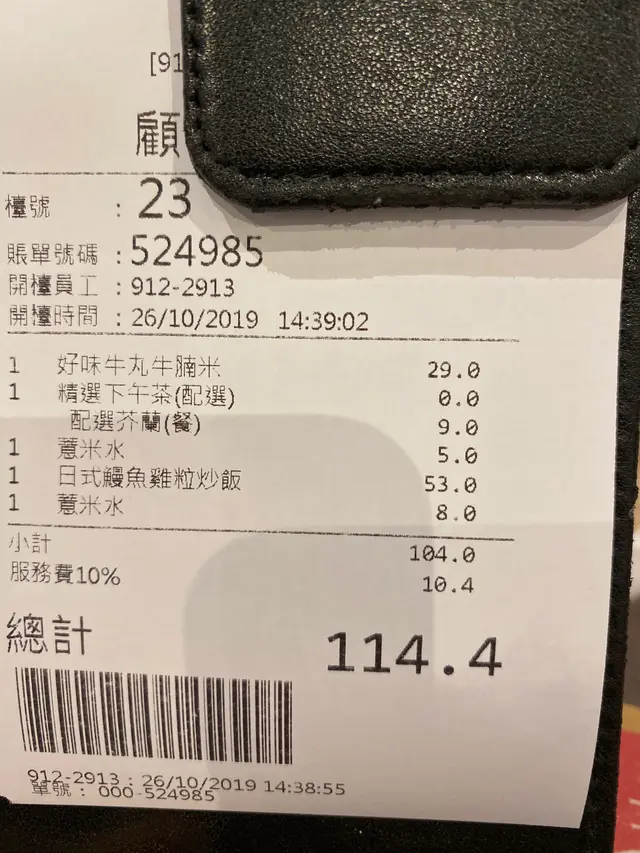 [91
顧
檯號 : 23
賬單號碼 : 524985
開檯員工 : 912-2913
開檯時間 : 26/10/2019 14:39:02
1 好味牛丸牛腩米 29.0
1 精選下午茶(配選) 0.0
配選芥蘭(餐) 9.0
1 薏米水 5.0
1 日式鰻魚雞粒炒飯 53.0
1 薏米水 8.0
小計 104.0
服務費10% 10.4
總計 114.4
912-2913 : 26/10/2019 14:38:55
單號 : 000-524985